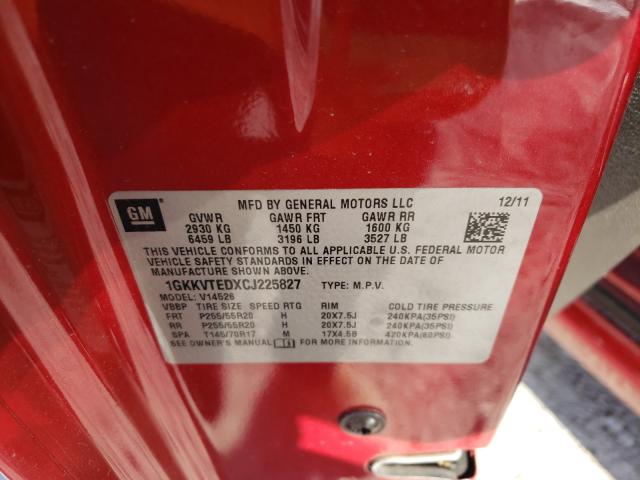 GM MFD BY GENERAL MOTORS LLC 12/11
GVWR GAWR FRT GAWR RR
2930 KG 1450 KG 1600 KG
6459 LB 3196 LB 3527 LB
THIS VEHICLE CONFORMS TO ALL APPLICABLE U.S. FEDERAL MOTOR
VEHICLE SAFETY STANDARDS IN EFFECT ON THE DATE OF
MANUFACTURE SHOWN ABOVE.
1GKKVTEDXCJ225827 TYPE: M.P.V.
MODEL: V14526
VBBP TIRE SIZE SPEED RTG RIM COLD TIRE PRESSURE
FRT P255/55R20 H 20X7.5J 240KPA(35PSI)
RR P255/55R20 H 20X7.5J 240KPA(35PSI)
SPA T145/70R17 M 17X4.5B 420KPA(60PSI)
SEE OWNER'S MANUAL FOR MORE INFORMATION.